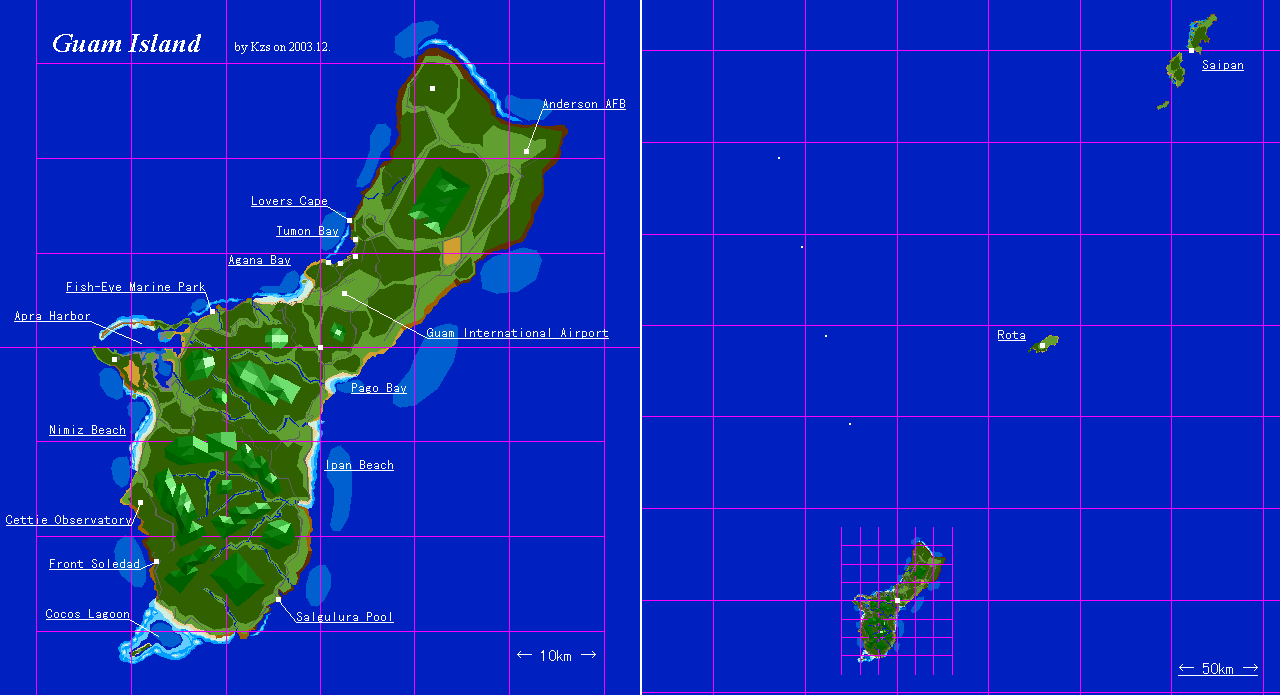 Guam Island
by Kzs on 2003.12.
Saipan
Anderson AFB
Lovers Cape
Tumon Bay
Agana Bay
Fish-Eye Marine Park
Apra Harbor
Guam International Airport
Rota
Pago Bay
Nimiz Beach
Ipan Beach
Cettie Observatory
Front Soledad
Cocos Lagoon
Salgulura Pool
← 10km →
← 50km →